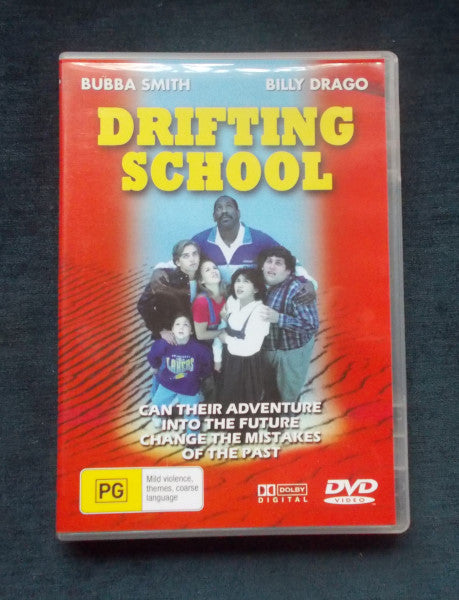 BUBBA SMITH BILLY DRAGO
DRIFTING
SCHOOL
LAKERS
CAN THEIR ADVENTURE
INTO THE FUTURE
CHANGE THE MISTAKES
OF THE PAST
PG
Mild violence,
themes, coarse
language
DOLBY
DIGITAL
DVD
VIDEO